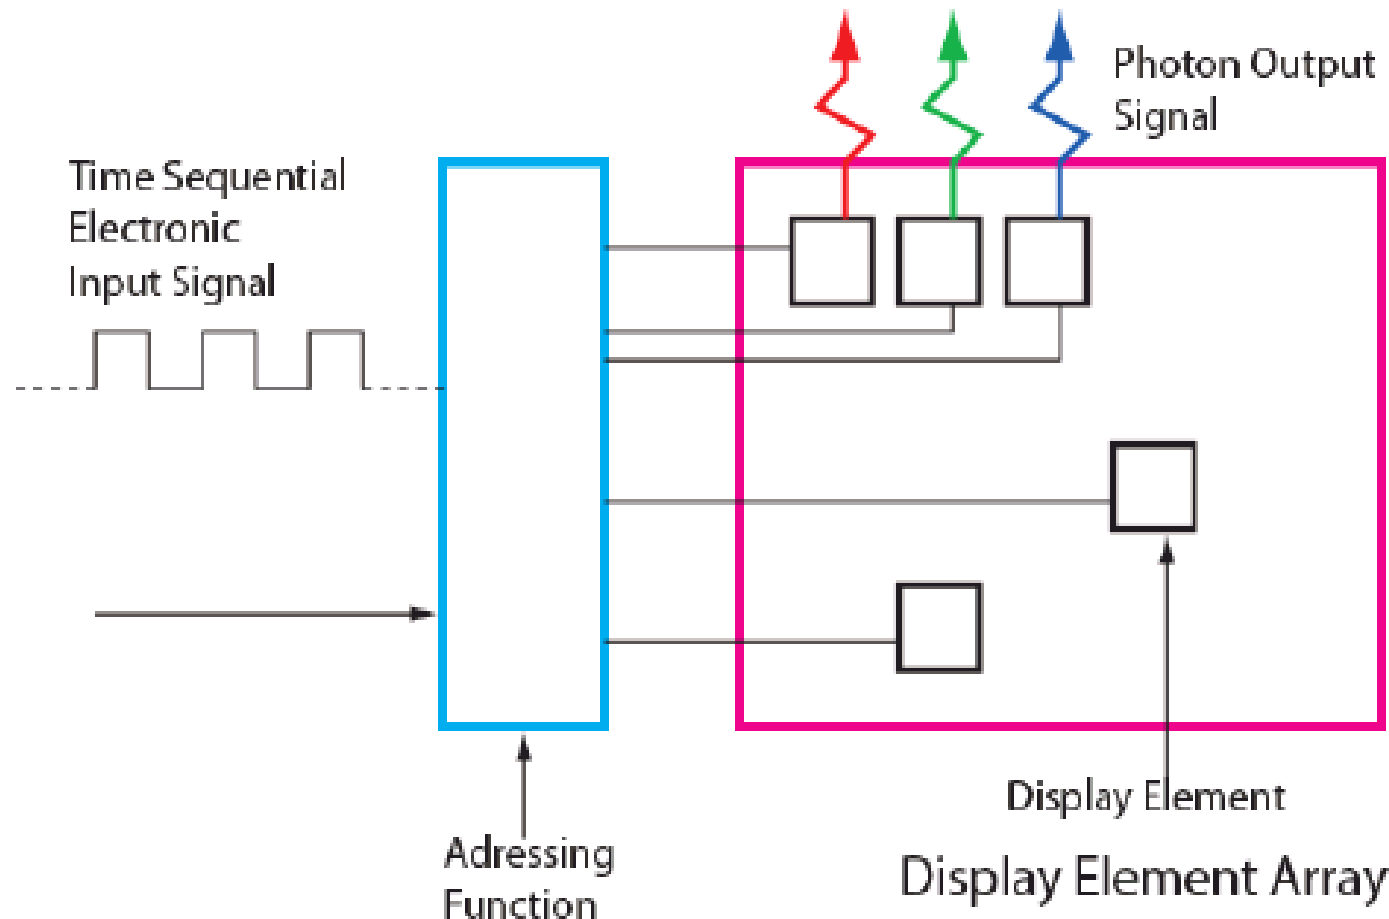 Photon Output
Signal
Time Sequential
Electronic
Input Signal
Display Element
Adressing
Function
Display Element Array